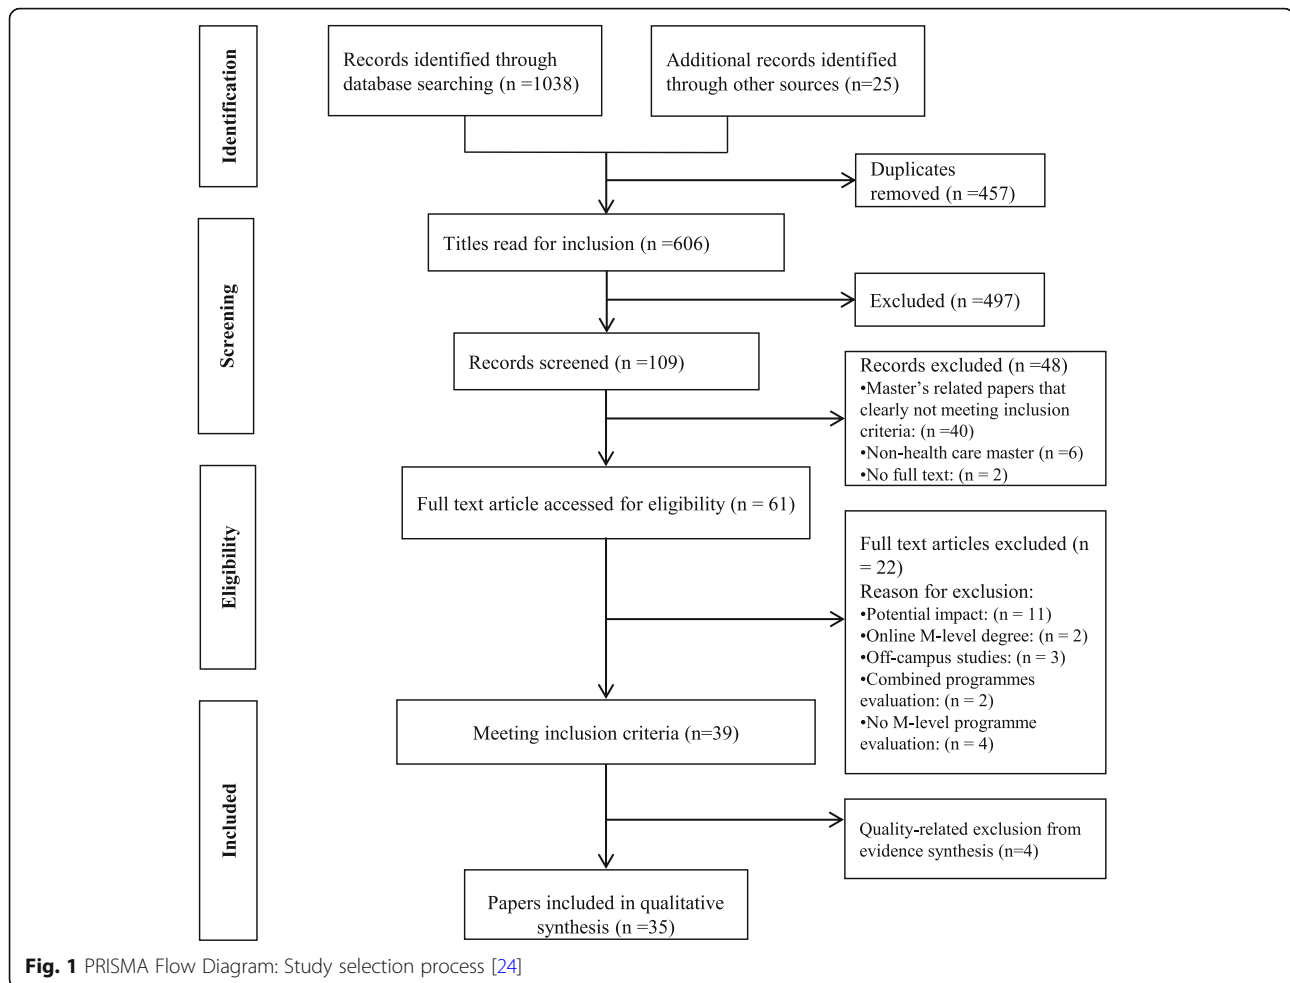 Identification
Records identified through
database searching (n =1038)
Additional records identified
through other sources (n=25)
Duplicates
removed (n =457)
Screening
Titles read for inclusion (n =606)
Excluded (n =497)
Records screened (n =109)
Records excluded (n =48)
•Master's related papers that
clearly not meeting inclusion
criteria: (n =40)
•Non-health care master (n =6)
•No full text: (n = 2)
Eligibility
Full text article accessed for eligibility (n = 61)
Full text articles excluded (n
= 22)
Reason for exclusion:
•Potential impact: (n = 11)
•Online M-level degree: (n = 2)
•Off-campus studies: (n = 3)
•Combined programmes
evaluation: (n = 2)
•No M-level programme
evaluation: (n = 4)
Included
Meeting inclusion criteria (n=39)
Quality-related exclusion from
evidence synthesis (n=4)
Papers included in qualitative
synthesis (n =35)
Fig. 1 PRISMA Flow Diagram: Study selection process [24]